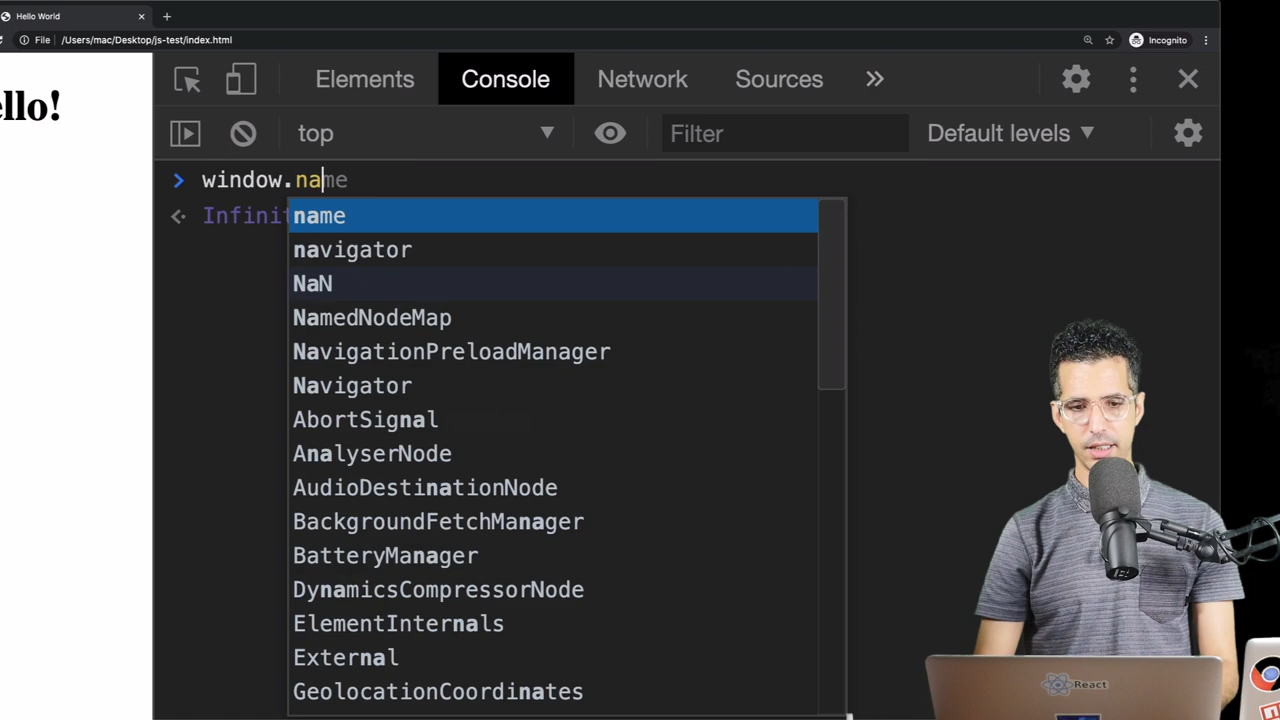 Hello World
File /Users/mac/Desktop/js-test/index.html Incognito
ello!
Elements Console Network Sources
top Filter Default levels
window.name
Infinit
name
navigator
NaN
NamedNodeMap
NavigationPreloadManager
Navigator
AbortSignal
AnalyserNode
AudioDestinationNode
BackgroundFetchManager
BatteryManager
DynamicsCompressorNode
ElementInternals
External
GeolocationCoordinates
React